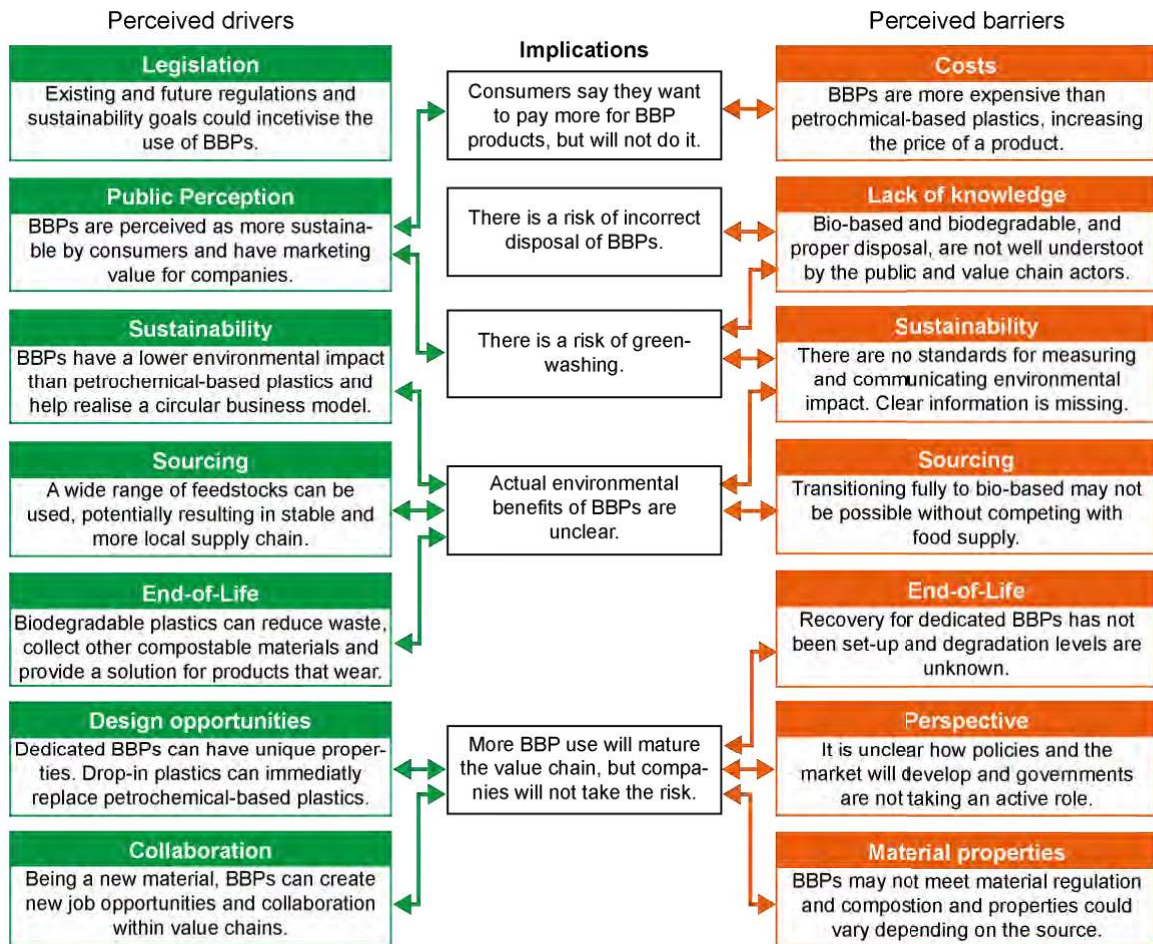 Perceived drivers
Legislation
Existing and future regulations and
sustainability goals could incetivise the
use of BBPs.
Public Perception
BBPs are perceived as more sustaina-
ble by consumers and have marketing
value for companies.
Sustainability
BBPs have a lower environmental impact
than petrochemical-based plastics and
help realise a circular business model.
Sourcing
A wide range of feedstocks can be
used, potentially resulting in stable and
more local supply chain.
End-of-Life
Biodegradable plastics can reduce waste,
collect other compostable materials and
provide a solution for products that wear.
Design opportunities
Dedicated BBPs can have unique proper-
ties. Drop-in plastics can immediatly
replace petrochemical-based plastics.
Collaboration
Being a new material, BBPs can create
new job opportunities and collaboration
within value chains.
Implications
Consumers say they want
to pay more for BBP
products, but will not do it.
There is a risk of incorrect
disposal of BBPs.
There is a risk of green-
washing.
Actual environmental
benefits of BBPs are
unclear.
More BBP use will mature
the value chain, but compa-
nies will not take the risk.
Perceived barriers
Costs
BBPs are more expensive than
petrochmical-based plastics, increasing
the price of a product.
Lack of knowledge
Bio-based and biodegradable, and
proper disposal, are not well understoot
by the public and value chain actors.
Sustainability
There are no standards for measuring
and communicating environmental
impact. Clear information is missing.
Sourcing
Transitioning fully to bio-based may not
be possible without competing with
food supply.
End-of-Life
Recovery for dedicated BBPs has not
been set-up and degradation levels are
unknown.
Perspective
It is unclear how policies and the
market will develop and governments
are not taking an active role.
Material properties
BBPs may not meet material regulation
and compostion and properties could
vary depending on the source.